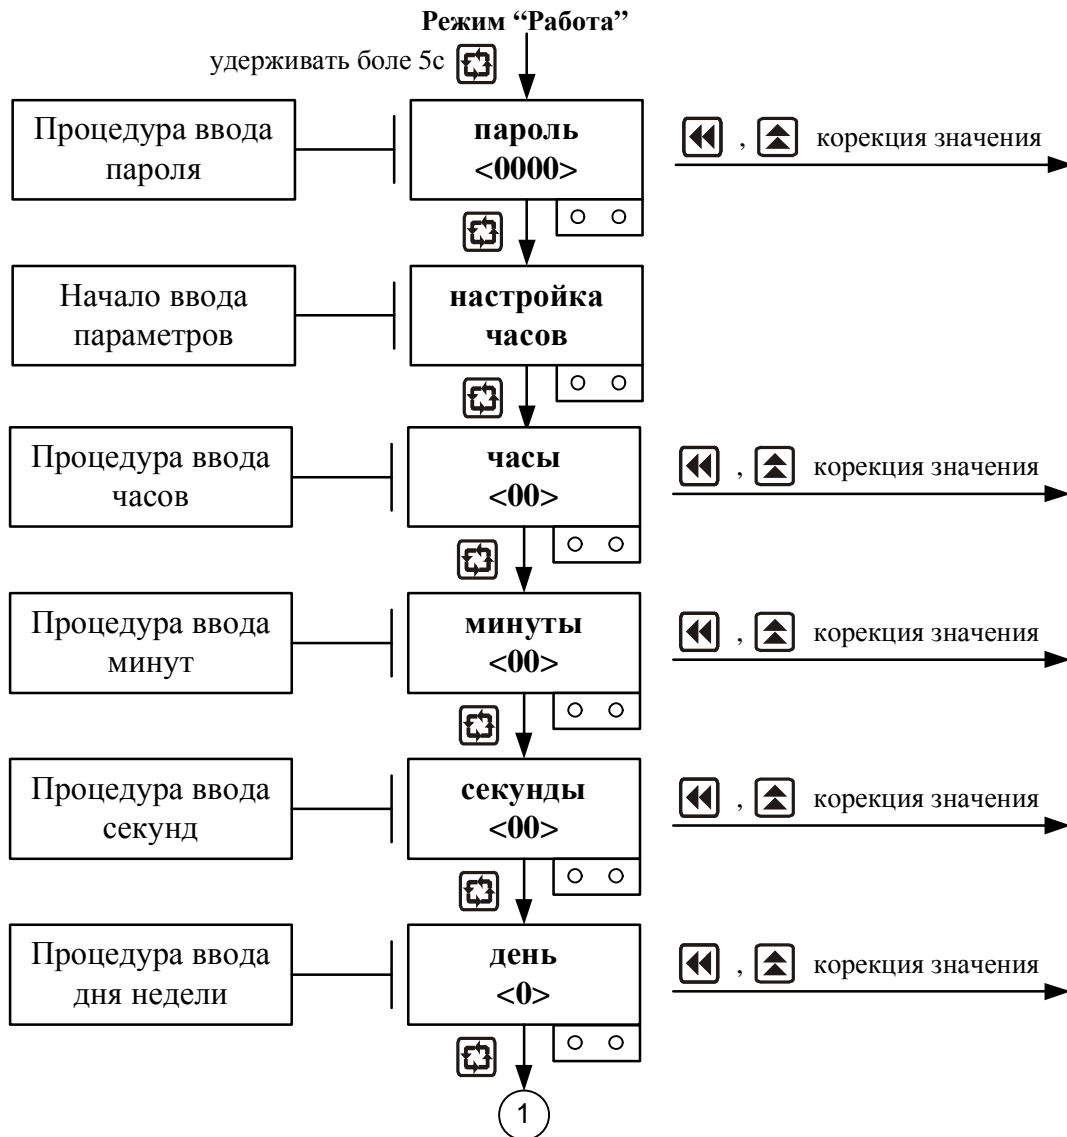 Режим “Работа”
удерживать боле 5с
Процедура ввода
пароля
пароль
<0000>
, корекция значения
Начало ввода
параметров
настройка
часов
Процедура ввода
часов
часы
<00>
, корекция значения
Процедура ввода
минут
минуты
<00>
, корекция значения
Процедура ввода
секунд
секунды
<00>
, корекция значения
Процедура ввода
дня недели
день
<0>
, корекция значения
1